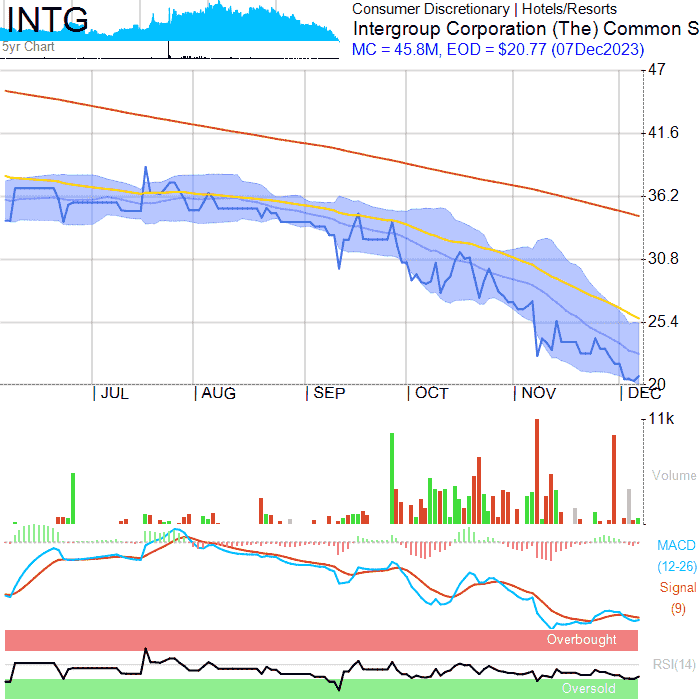 INTG
5yr Chart
Consumer Discretionary | Hotels/Resorts
Intergroup Corporation (The) Common S
MC = 45.8M, EOD = $20.77 (07Dec2023)
47
41.6
36.2
30.8
25.4
20
JUL AUG SEP OCT NOV DEC
11k
Volume
MACD
(12-26)
Signal
(9)
Overbought
RSI(14)
Oversold